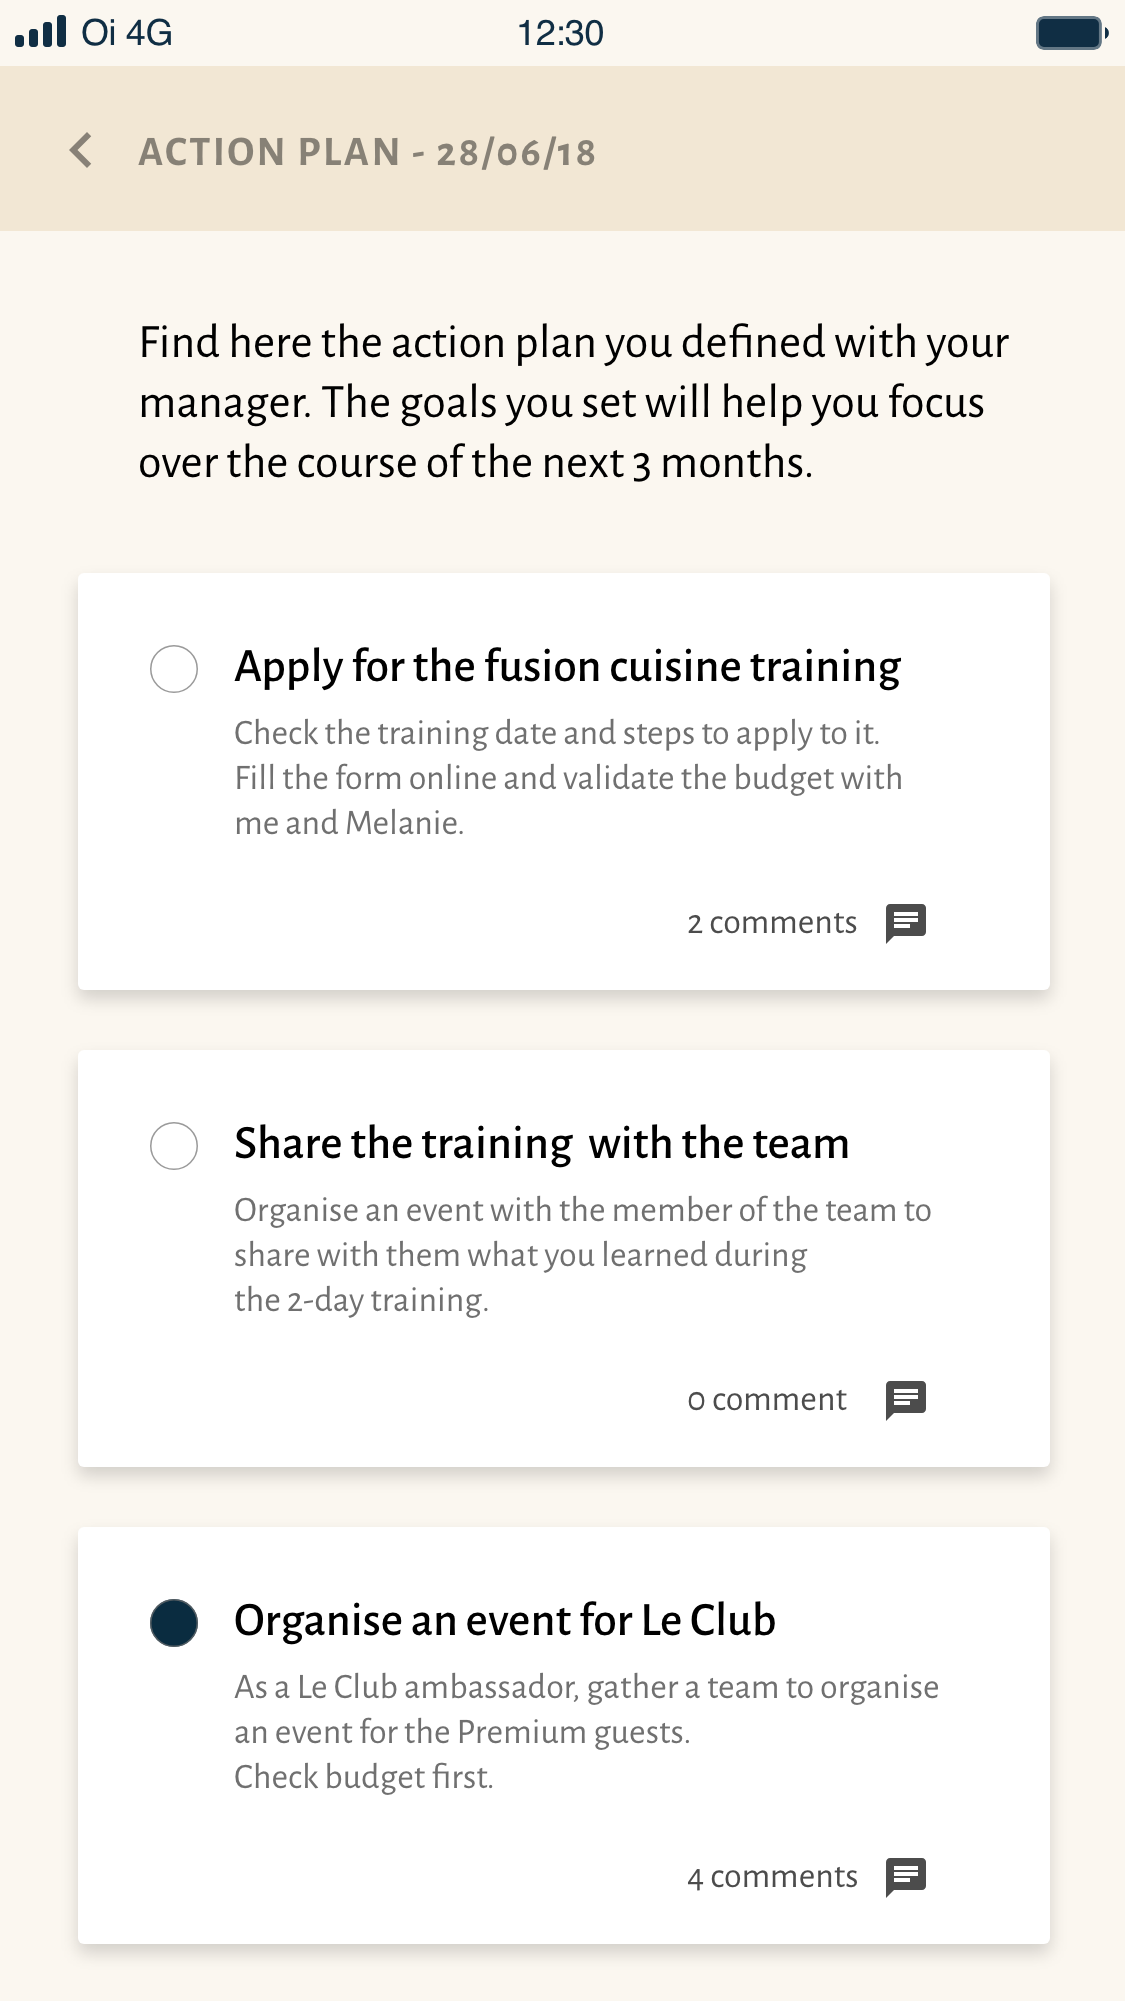 Oi 4G 12:30
ACTION PLAN - 28/06/18
Find here the action plan you defined with your
manager. The goals you set will help you focus
over the course of the next 3 months.
Apply for the fusion cuisine training
Check the training date and steps to apply to it.
Fill the form online and validate the budget with
me and Melanie.
2 comments
Share the training  with the team
Organise an event with the member of the team to
share with them what you learned during
the 2-day training.
0 comment
Organise an event for Le Club
As a Le Club ambassador, gather a team to organise
an event for the Premium guests.
Check budget first.
4 comments